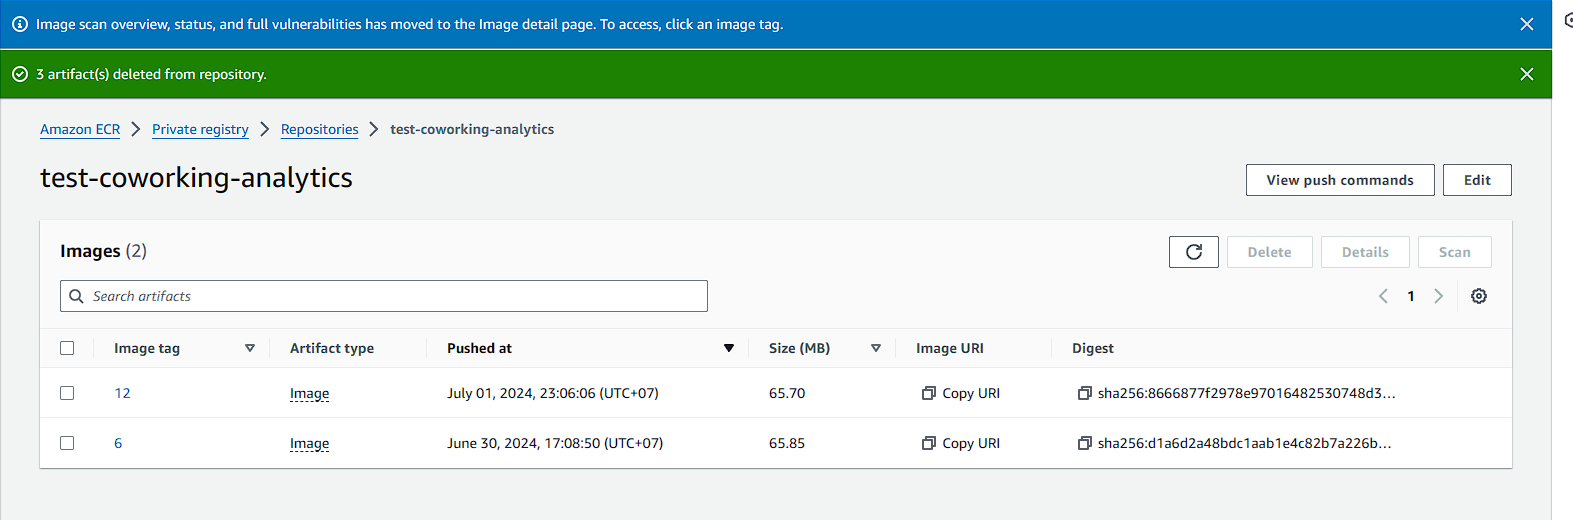 Image scan overview, status, and full vulnerabilities has moved to the Image detail page. To access, click an image tag.
3 artifact(s) deleted from repository.
Amazon ECR > Private registry > Repositories > test-coworking-analytics
test-coworking-analytics
View push commands Edit
Images (2)
Delete Details Scan
Search artifacts
1
Image tag Artifact type Pushed at Size (MB) Image URI Digest
12 Image July 01, 2024, 23:06:06 (UTC+07) 65.70 Copy URI sha256:8666877f2978e97016482530748d3...
6 Image June 30, 2024, 17:08:50 (UTC+07) 65.85 Copy URI sha256:d1a6d2a48bdc1aab1e4c82b7a226b...